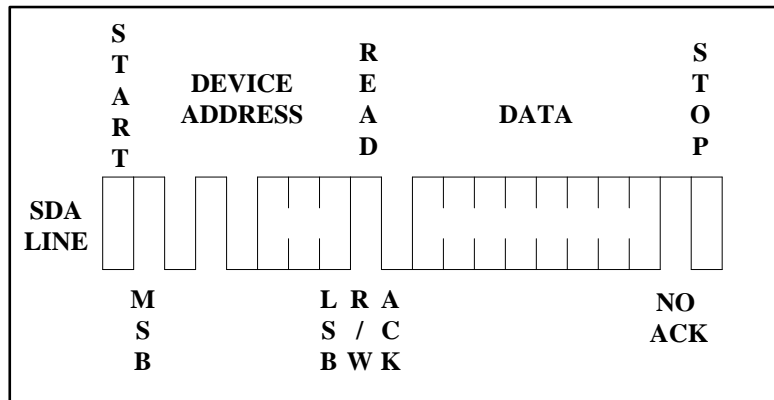 START
DEVICE
ADDRESS
READ
DATA
STOP
SDA
LINE
MSB
LSB
R/W
ACK
NO
ACK